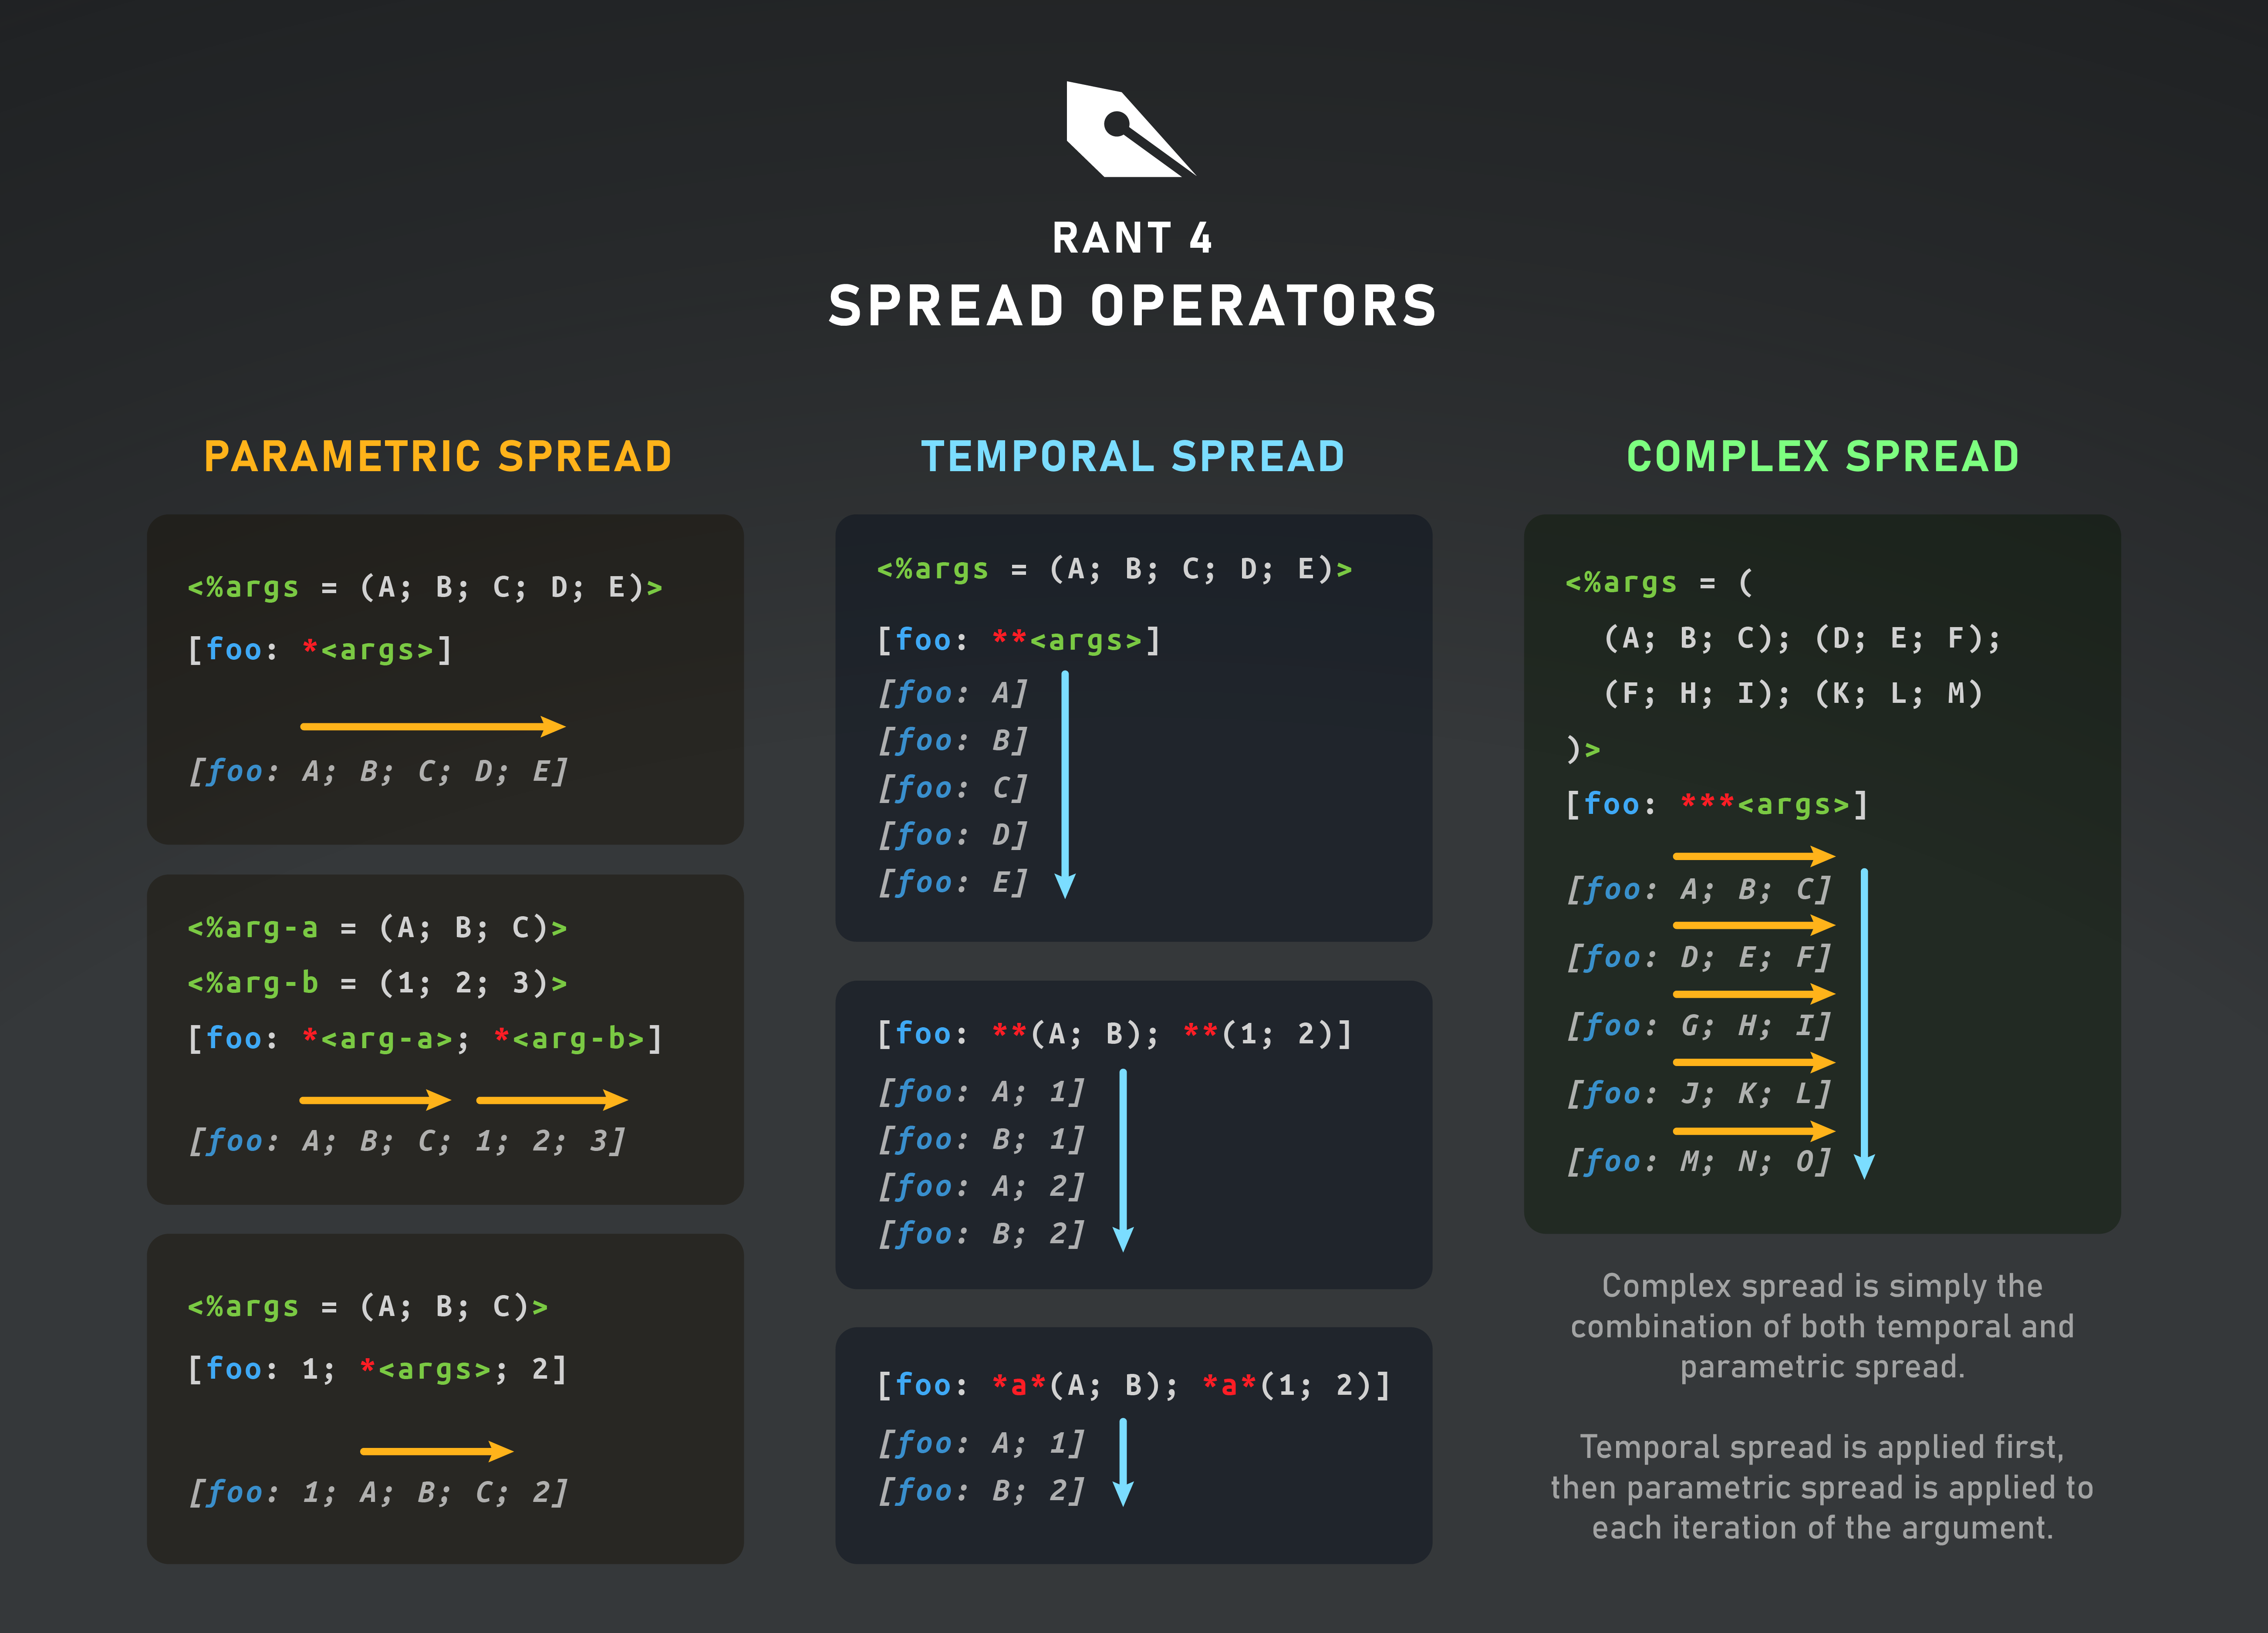 RANT 4
SPREAD OPERATORS
PARAMETRIC SPREAD
<%args = (A; B; C; D; E)>
[foo: *<args>]
[foo: A; B; C; D; E]
<%arg-a = (A; B; C)>
<%arg-b = (1; 2; 3)>
[foo: *<arg-a>; *<arg-b>]
[foo: A; B; C; 1; 2; 3]
<%args = (A; B; C)>
[foo: 1; *<args>; 2]
[foo: 1; A; B; C; 2]
TEMPORAL SPREAD
<%args = (A; B; C; D; E)>
[foo: **<args>]
[foo: A]
[foo: B]
[foo: C]
[foo: D]
[foo: E]
[foo: **(A; B); **(1; 2)]
[foo: A; 1]
[foo: B; 1]
[foo: A; 2]
[foo: B; 2]
[foo: *a*(A; B); *a*(1; 2)]
[foo: A; 1]
[foo: B; 2]
COMPLEX SPREAD
<%args = (
(A; B; C); (D; E; F);
(F; H; I); (K; L; M)
)>
[foo: ***<args>]
[foo: A; B; C]
[foo: D; E; F]
[foo: G; H; I]
[foo: J; K; L]
[foo: M; N; O]
Complex spread is simply the
combination of both temporal and
parametric spread.
Temporal spread is applied first,
then parametric spread is applied to
each iteration of the argument.